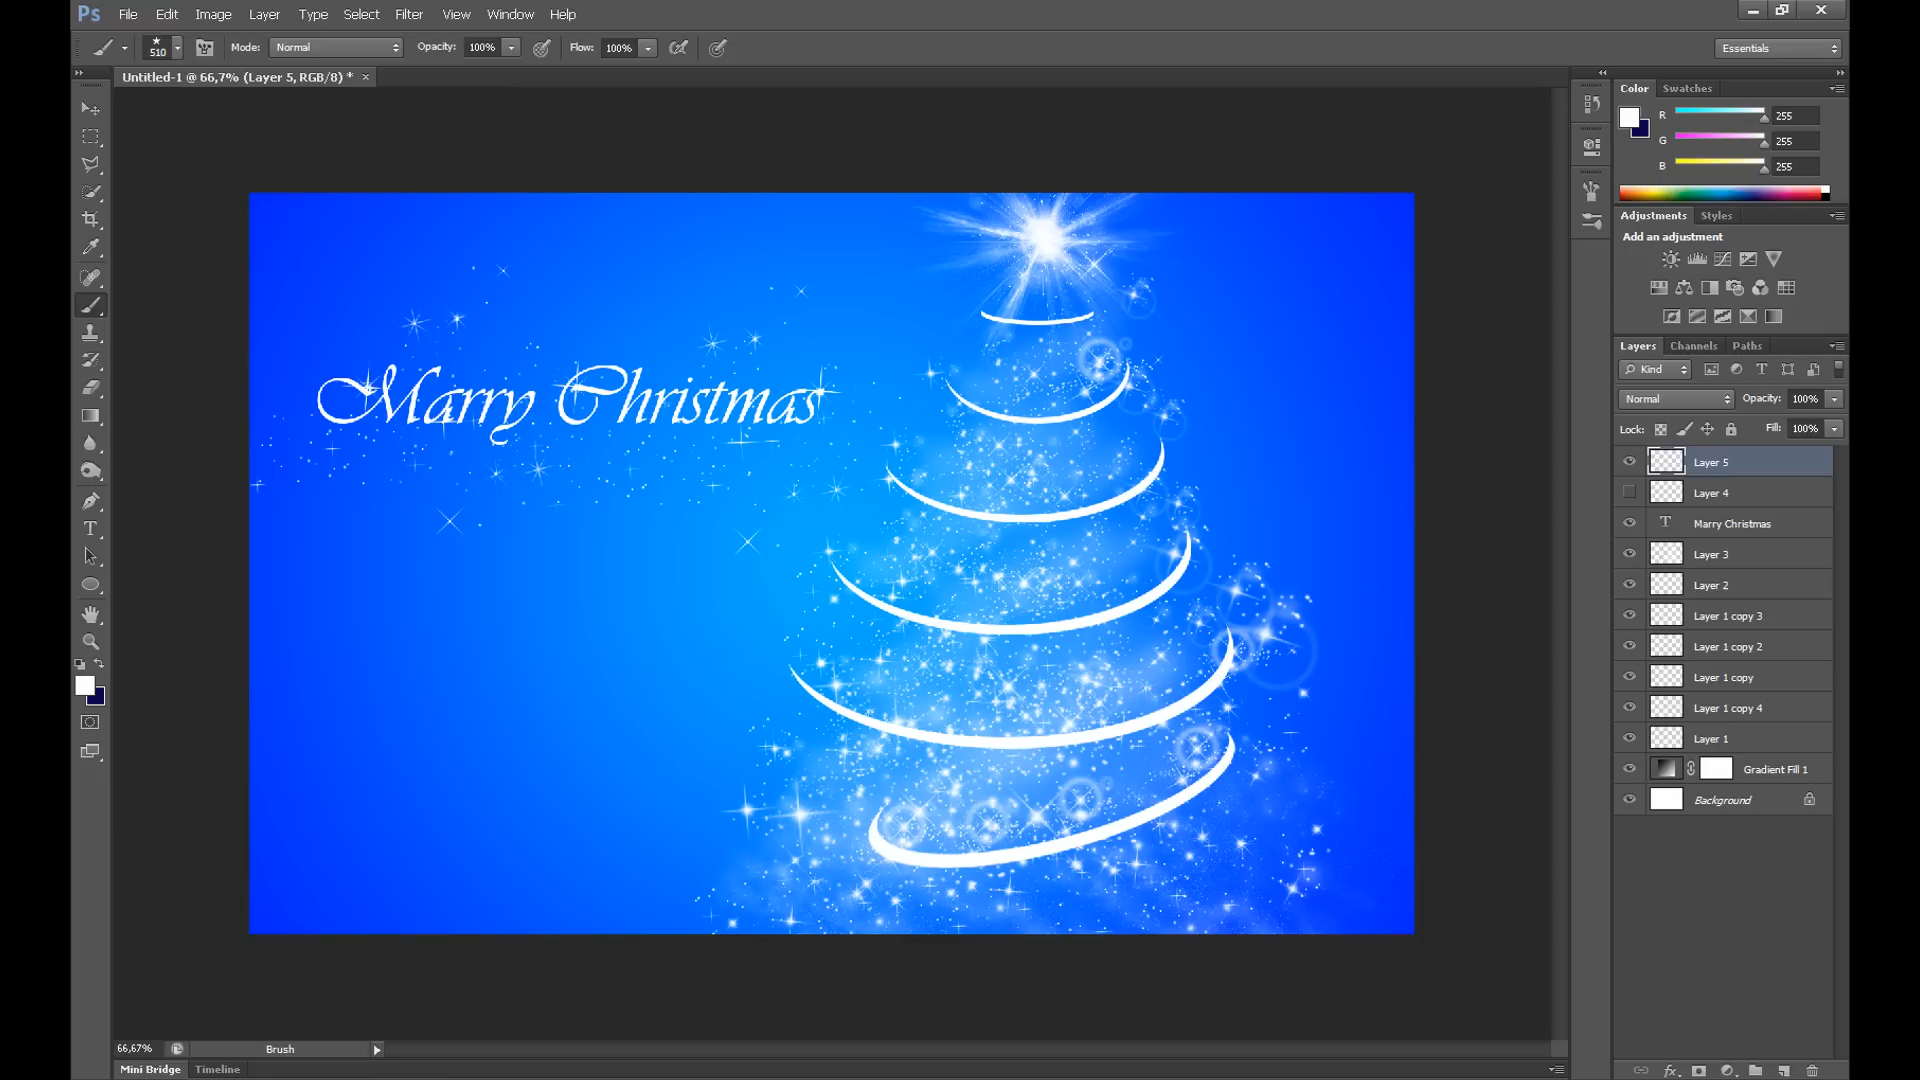 Ps File Edit Image Layer Type Select Filter View Window Help
510 Mode: Normal Opacity: 100% Flow: 100% Essentials
Untitled-1 @ 66,7% (Layer 5, RGB/8) * ×
Color Swatches
R 255
G 255
B 255
Adjustments Styles
Add an adjustment
Layers Channels Paths
Kind
Normal Opacity: 100%
Lock: Fill: 100%
Layer 5
Layer 4
T Marry Christmas
Layer 3
Layer 2
Layer 1 copy 3
Layer 1 copy 2
Layer 1 copy
Layer 1 copy 4
Layer 1
Gradient Fill 1
Background
Marry Christmas
66,67% Brush
Mini Bridge Timeline